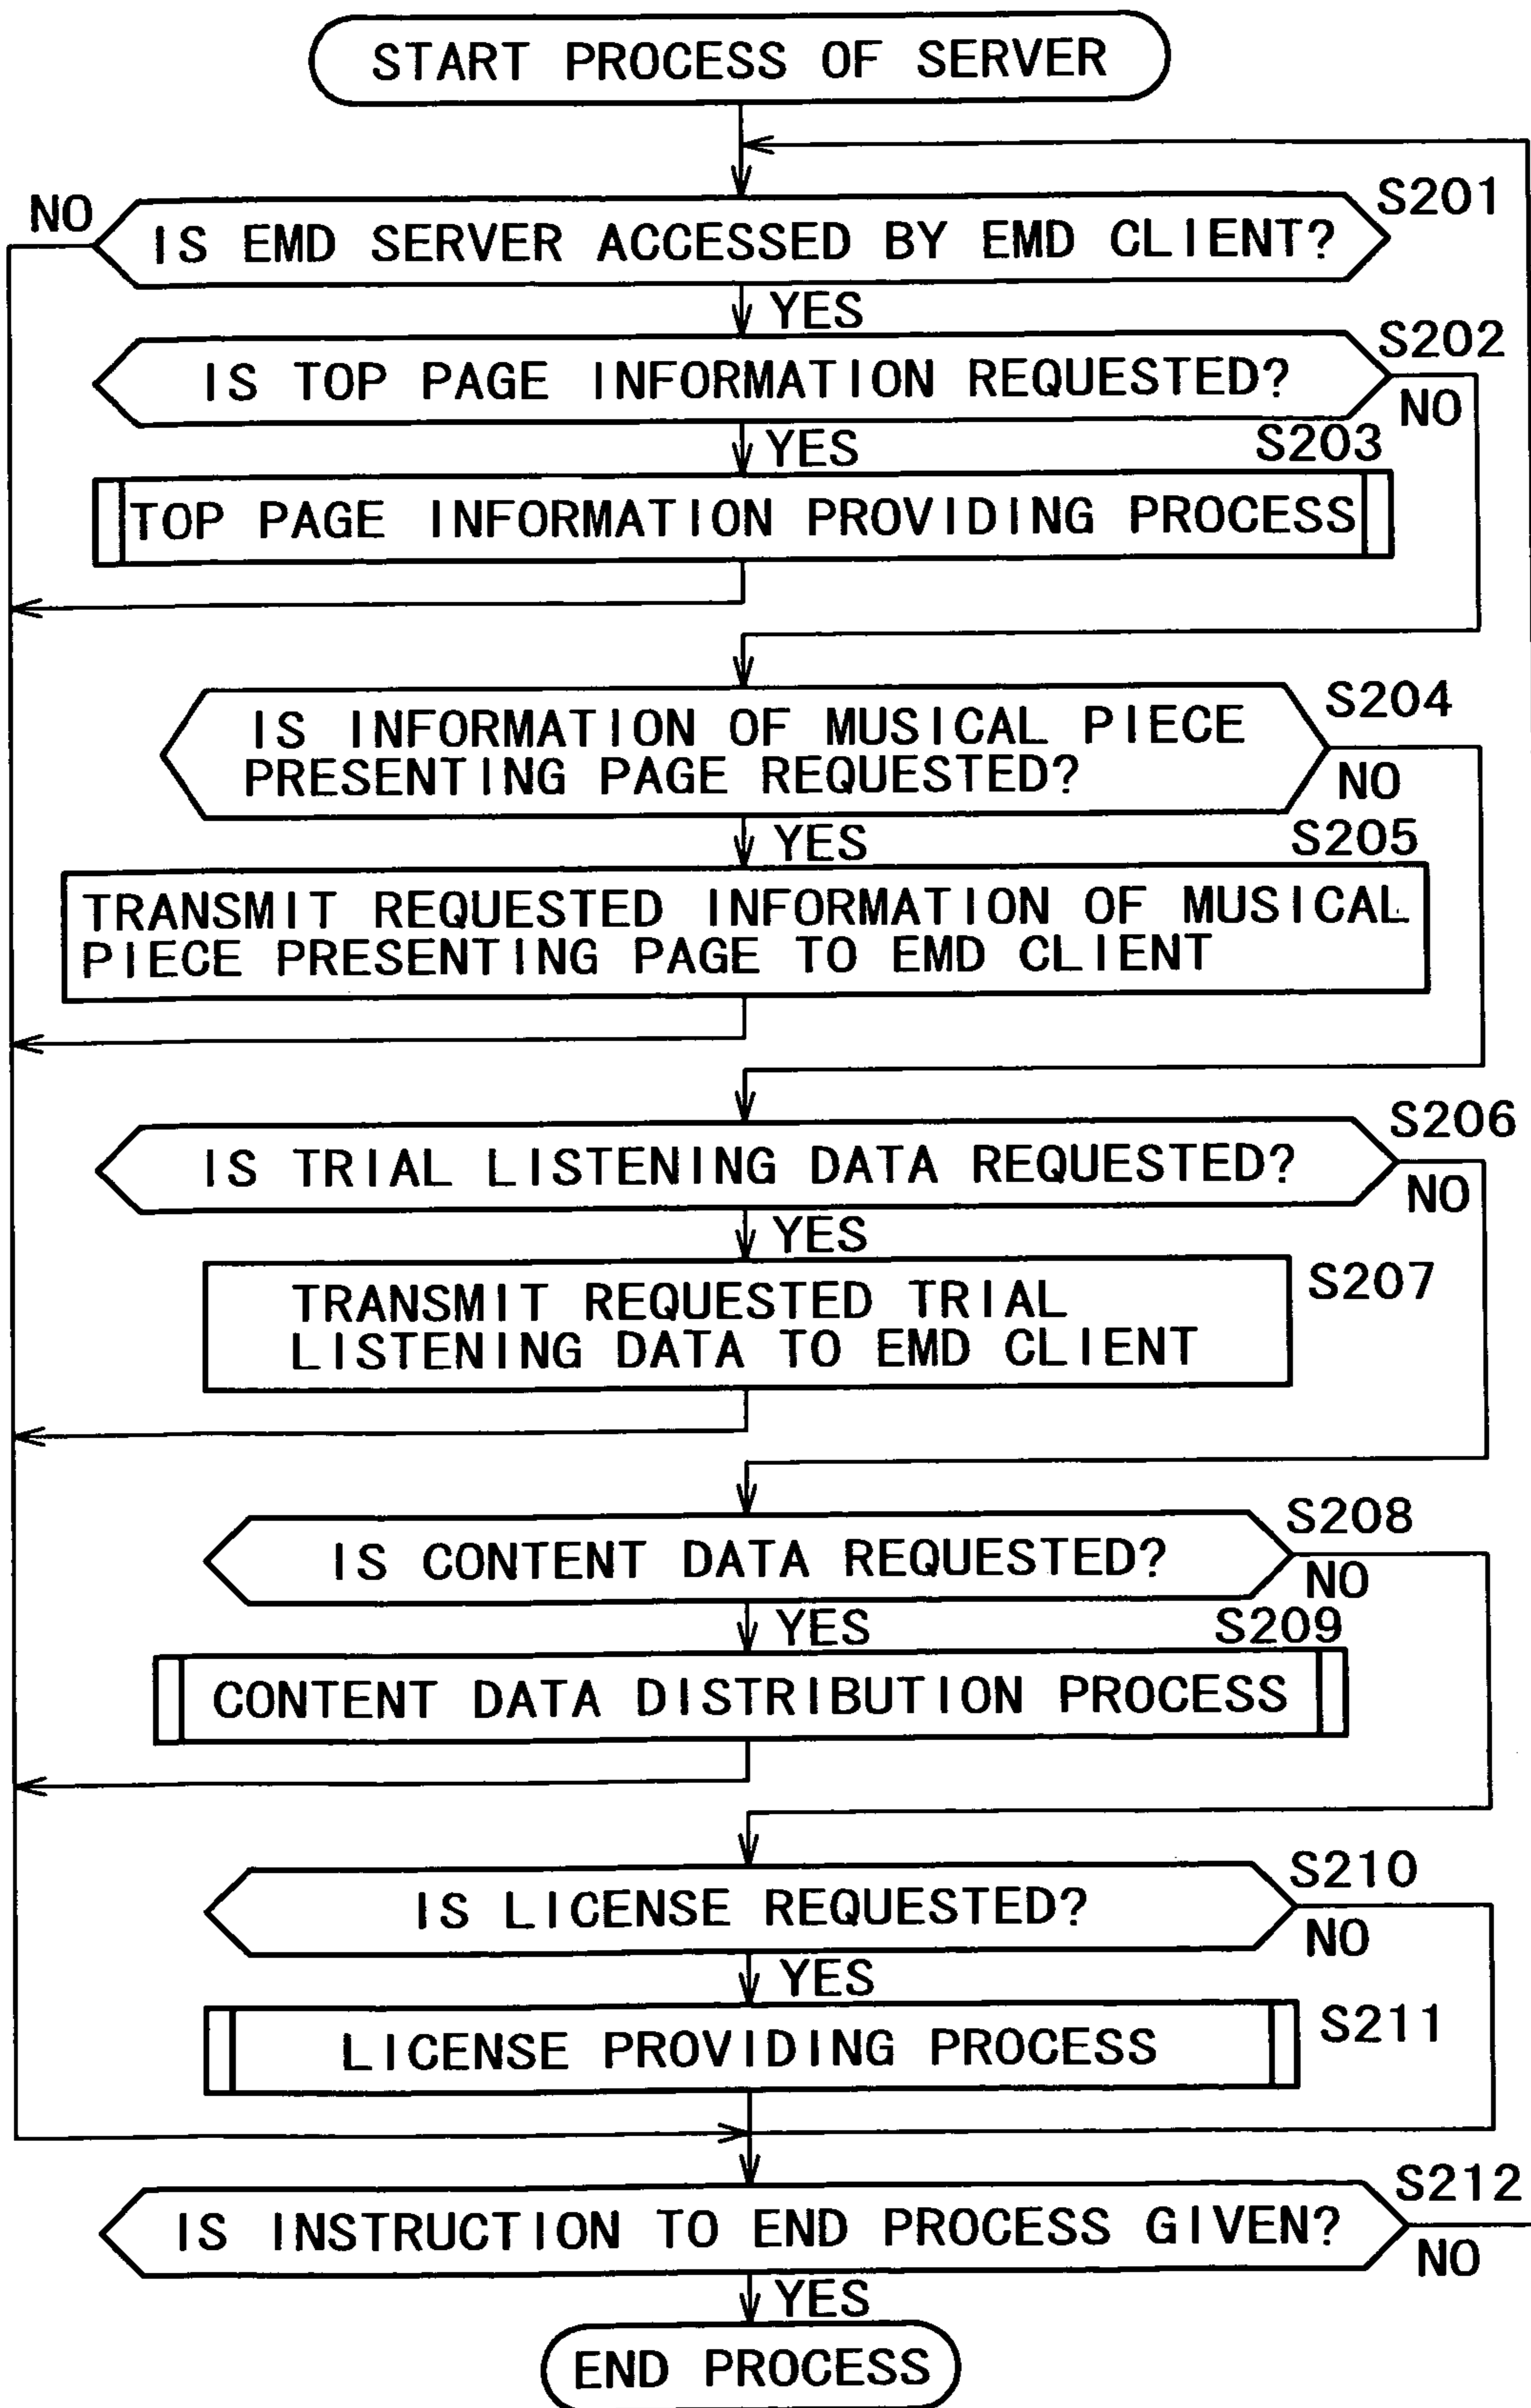 START PROCESS OF SERVER
NO
S201
IS EMD SERVER ACCESSED BY EMD CLIENT?
YES
S202
IS TOP PAGE INFORMATION REQUESTED?
NO
YES
S203
TOP PAGE INFORMATION PROVIDING PROCESS
S204
IS INFORMATION OF MUSICAL PIECE
PRESENTING PAGE REQUESTED?
NO
YES
S205
TRANSMIT REQUESTED INFORMATION OF MUSICAL
PIECE PRESENTING PAGE TO EMD CLIENT
S206
IS TRIAL LISTENING DATA REQUESTED?
NO
YES
S207
TRANSMIT REQUESTED TRIAL
LISTENING DATA TO EMD CLIENT
S208
IS CONTENT DATA REQUESTED?
NO
YES
S209
CONTENT DATA DISTRIBUTION PROCESS
S210
IS LICENSE REQUESTED?
NO
YES
S211
LICENSE PROVIDING PROCESS
S212
IS INSTRUCTION TO END PROCESS GIVEN?
NO
YES
END PROCESS